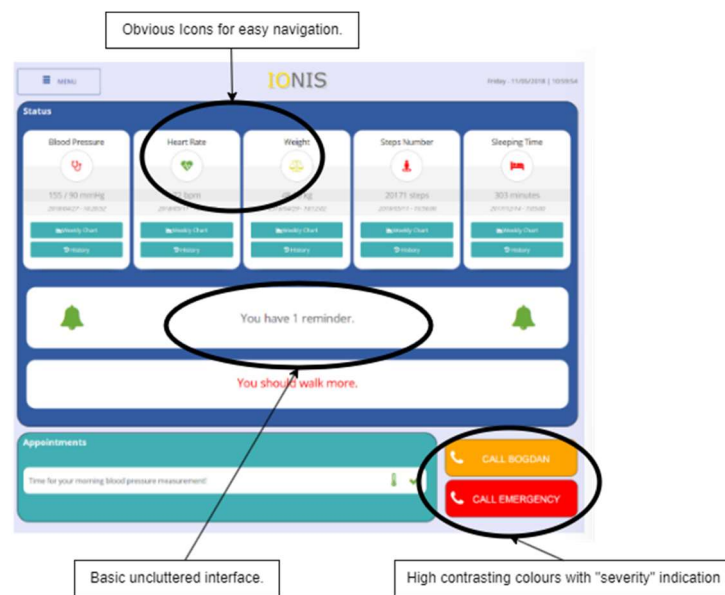 Obvious Icons for easy navigation.
MENU
IONIS
Friday - 11/05/2018 | 10:59:54
Status
Blood Pressure
Heart Rate
Weight
Steps Number
Sleeping Time
155 / 90 mmHg
bpm
kg
20171 steps
303 minutes
Weekly Chart
Weekly Chart
Weekly Chart
Weekly Chart
Weekly Chart
History
History
History
History
History
You have 1 reminder.
You should walk more.
Appointments
Time for your morning blood pressure measurement!
CALL BOGDAN
CALL EMERGENCY
Basic uncluttered interface.
High contrasting colours with "severity" indication